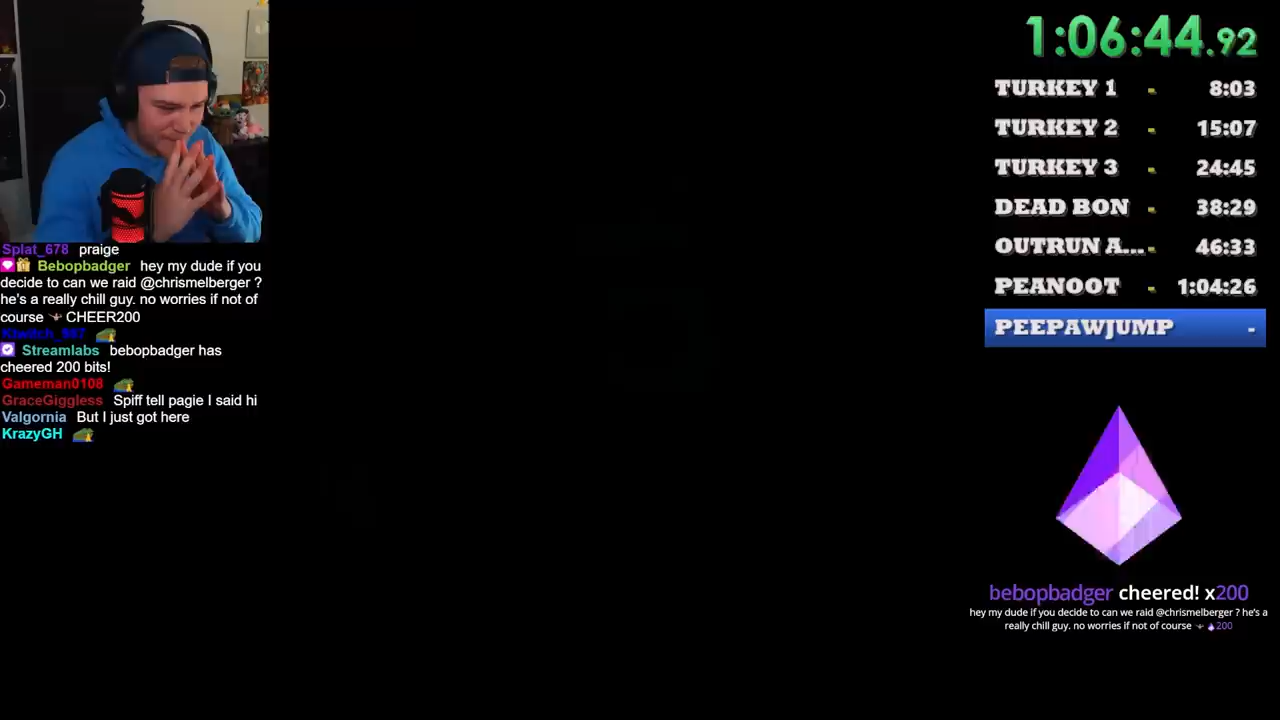 1:06:44.92
TURKEY 1 - 8:03
TURKEY 2 - 15:07
TURKEY 3 - 24:45
DEAD BON - 38:29
OUTRUN A... - 46:33
PEANOOT - 1:04:26
PEEPAWJUMP -
Splat_678 praige
Bebopbadger hey my dude if you
decide to can we raid @chrismelberger ?
he's a really chill guy. no worries if not of
course CHEER200
Streamlabs bebopbadger has
cheered 200 bits!
Gameman0108
GraceGiggless Spiff tell pagie I said hi
Valgornia But I just got here
KrazyGH
bebopbadger cheered! x200
hey my dude if you decide to can we raid @chrismelberger ? he's a
really chill guy. no worries if not of course 200